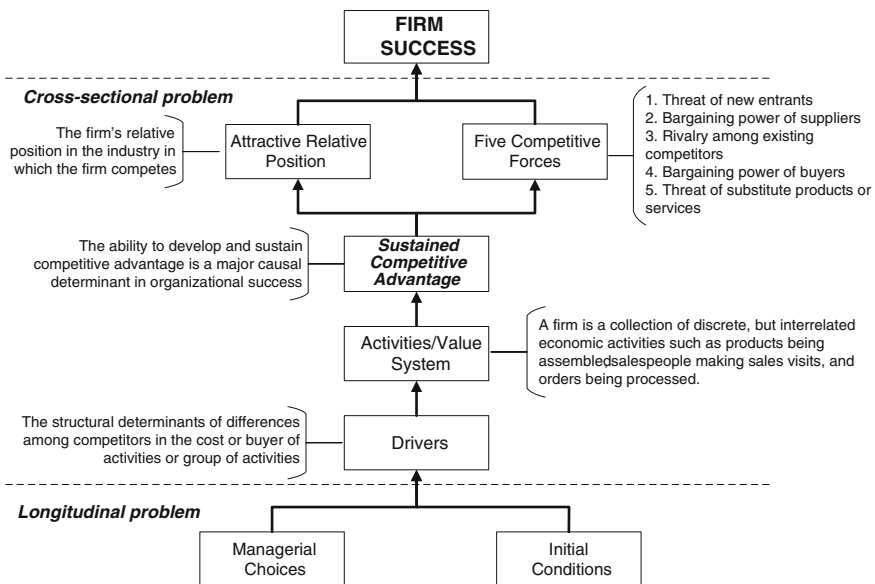 FIRM
SUCCESS
Cross-sectional problem
The firm's relative
position in the industry in
which the firm competes
Attractive Relative
Position
Five Competitive
Forces
1. Threat of new entrants
2. Bargaining power of suppliers
3. Rivalry among existing
competitors
4. Bargaining power of buyers
5. Threat of substitute products or
services
The ability to develop and sustain
competitive advantage is a major causal
determinant in organizational success
Sustained
Competitive
Advantage
Activities/Value
System
A firm is a collection of discrete, but interrelated
economic activities such as products being
assembled,salespeople making sales visits, and
orders being processed.
The structural determinants of differences
among competitors in the cost or buyer of
activities or group of activities
Drivers
Longitudinal problem
Managerial
Choices
Initial
Conditions